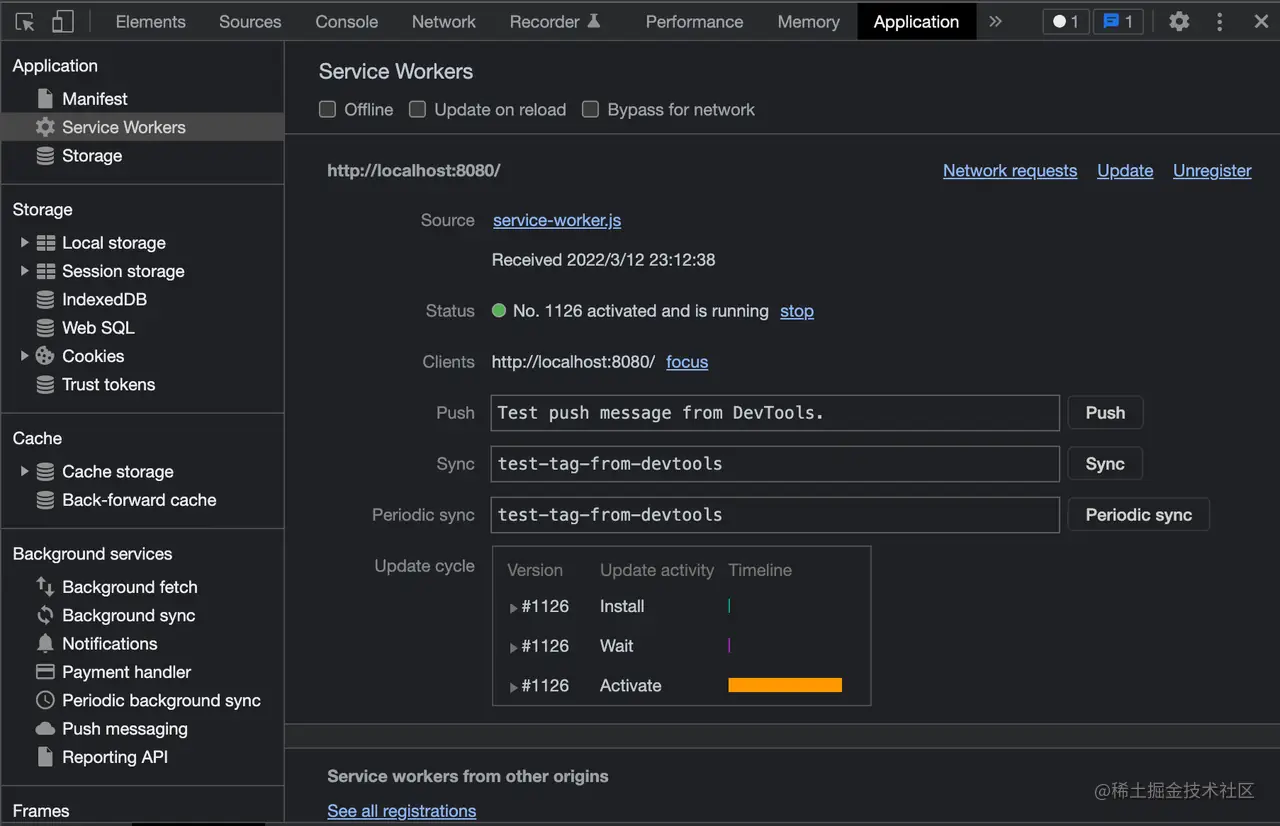 Elements Sources Console Network Recorder Performance Memory Application 1 1
Application
Manifest
Service Workers
Storage
Storage
Local storage
Session storage
IndexedDB
Web SQL
Cookies
Trust tokens
Cache
Cache storage
Back-forward cache
Background services
Background fetch
Background sync
Notifications
Payment handler
Periodic background sync
Push messaging
Reporting API
Frames
Service Workers
Offline Update on reload Bypass for network
http://localhost:8080/ Network requests Update Unregister
Source service-worker.js
Received 2022/3/12 23:12:38
Status No. 1126 activated and is running stop
Clients http://localhost:8080/ focus
Push Test push message from DevTools. Push
Sync test-tag-from-devtools Sync
Periodic sync test-tag-from-devtools Periodic sync
Update cycle Version Update activity Timeline
#1126 Install
#1126 Wait
#1126 Activate
Service workers from other origins
See all registrations
@稀土掘金技术社区